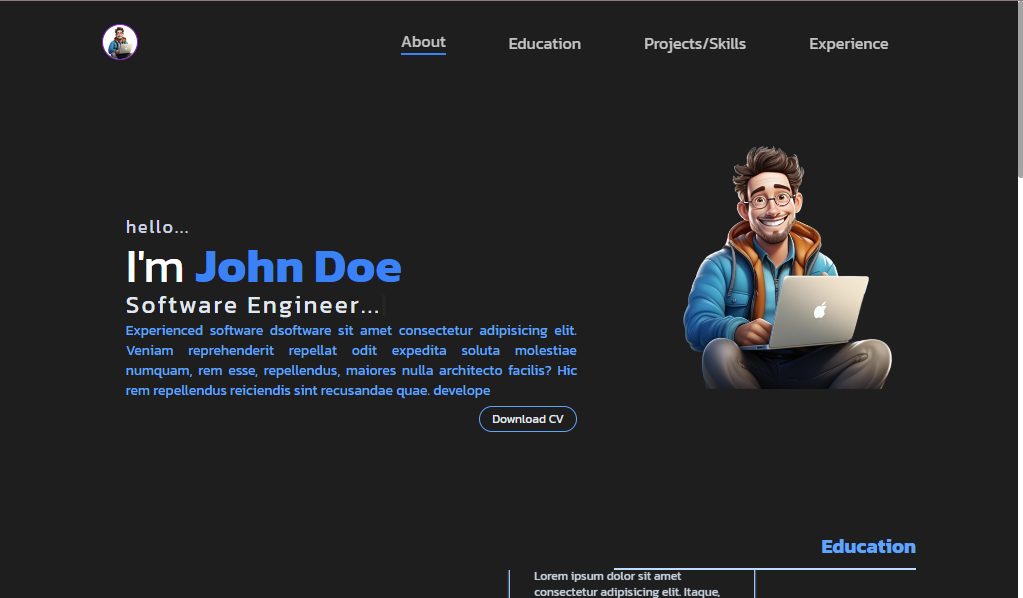 About
Education
Projects/Skills
Experience
hello...
I'm John Doe
Software Engineer...
Experienced software dsoftware sit amet consectetur adipisicing elit.
Veniam reprehenderit repellat odit expedita soluta molestiae
numquam, rem esse, repellendus, maiores nulla architecto facilis? Hic
rem repellendus reiciendis sint recusandae quae. develope
Download CV
Education
Lorem ipsum dolor sit amet
consectetur adipisicing elit. Itaque,